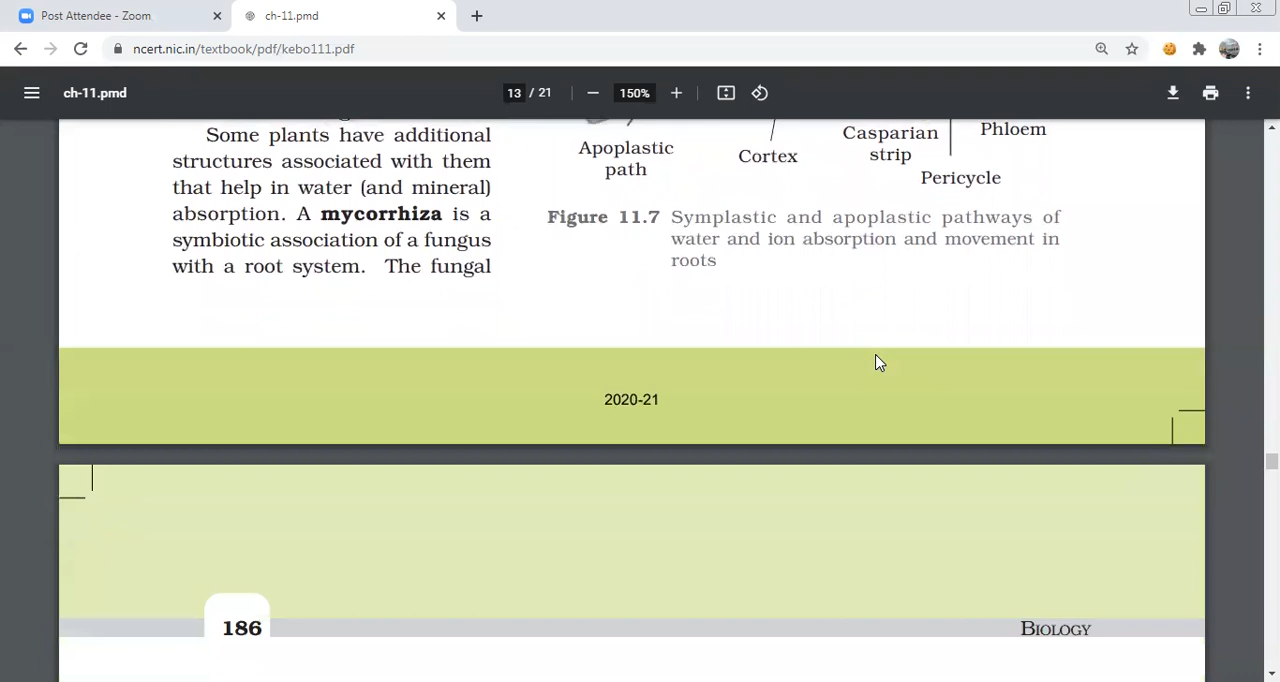 Post Attendee - Zoom
ch-11.pmd
ncert.nic.in/textbook/pdf/kebo111.pdf
ch-11.pmd
13 / 21
150%
Some plants have additional
structures associated with them
that help in water (and mineral)
absorption. A mycorrhiza is a
symbiotic association of a fungus
with a root system. The fungal
Apoplastic
path
Cortex
Casparian
strip
Phloem
Pericycle
Figure 11.7 Symplastic and apoplastic pathways of
water and ion absorption and movement in
roots
2020-21
186
BIOLOGY